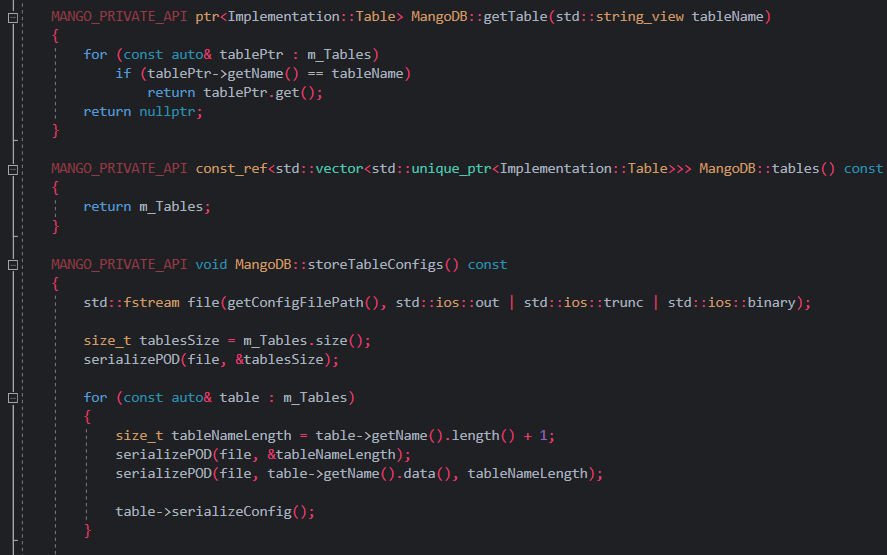 MANGO_PRIVATE_API ptr<Implementation::Table> MangoDB::getTable(std::string_view tableName)
{
for (const auto& tablePtr : m_Tables)
if (tablePtr->getName() == tableName)
return tablePtr.get();
return nullptr;
}
MANGO_PRIVATE_API const_ref<std::vector<std::unique_ptr<Implementation::Table>>> MangoDB::tables() const
{
return m_Tables;
}
MANGO_PRIVATE_API void MangoDB::storeTableConfigs() const
{
std::fstream file(getConfigFilePath(), std::ios::out | std::ios::trunc | std::ios::binary);
size_t tablesSize = m_Tables.size();
serializePOD(file, &tablesSize);
for (const auto& table : m_Tables)
{
size_t tableNameLength = table->getName().length() + 1;
serializePOD(file, &tableNameLength);
serializePOD(file, table->getName().data(), tableNameLength);
table->serializeConfig();
}